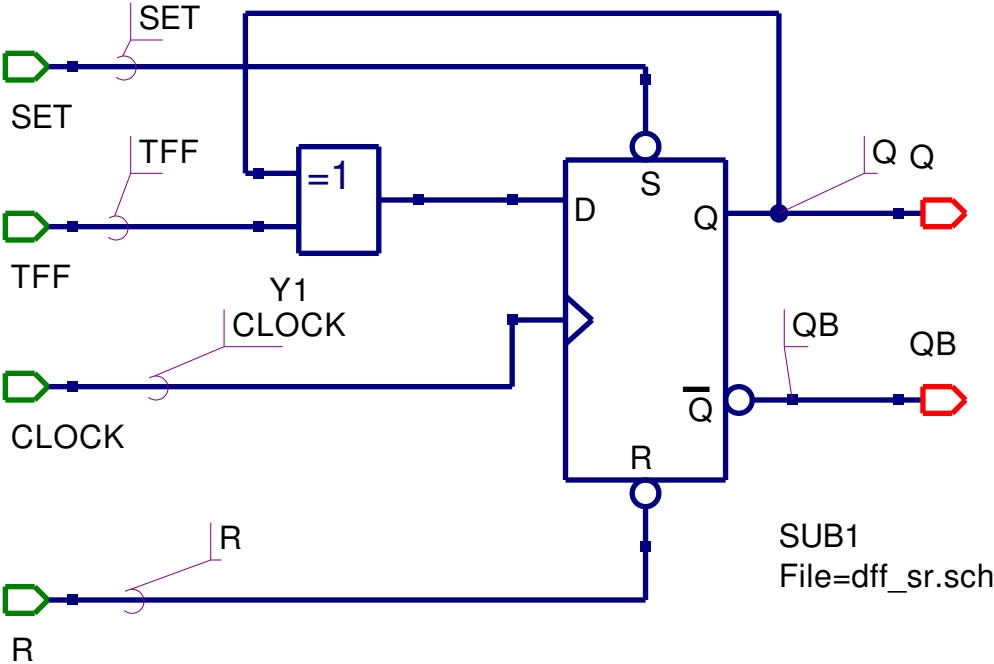 SET
SET
TFF
TFF
=1
Y1
CLOCK
CLOCK
R
R
S
D
Q
Q
R
Q Q
QB
QB
SUB1
File=dff_sr.sch